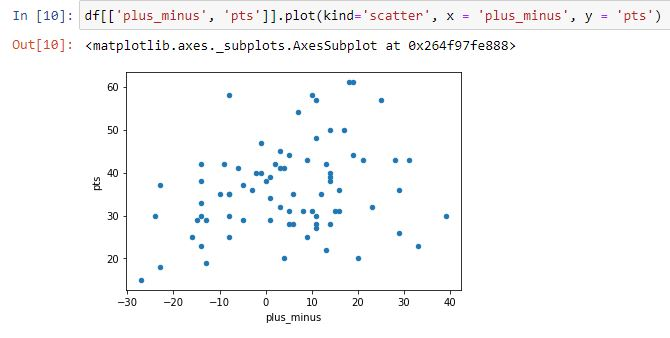 In [10]: df[['plus_minus', 'pts']].plot(kind='scatter', x = 'plus_minus', y = 'pts')
Out[10]: <matplotlib.axes._subplots.AxesSubplot at 0x264f97fe888>
60
50
40
30
20
pts
−30 −20 −10 0 10 20 30 40
plus_minus